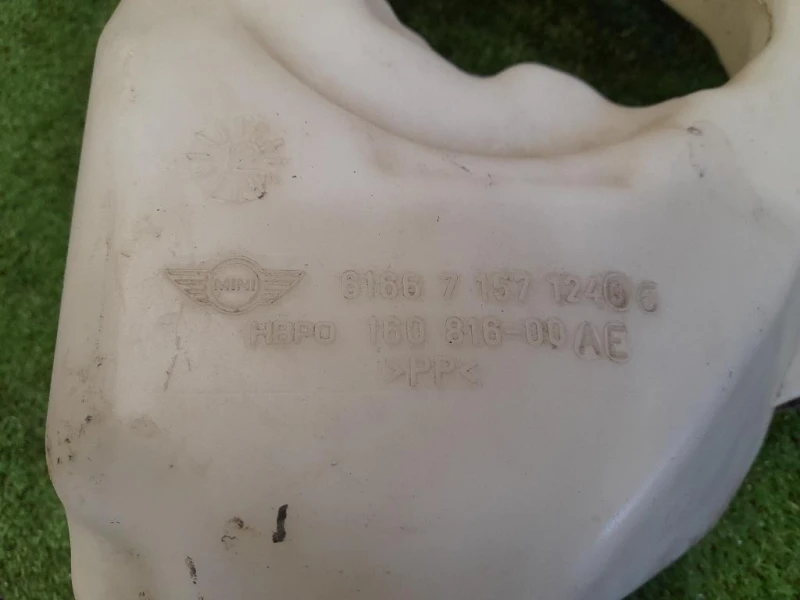 MINI 6166 7 157 124 6
HBPO 160 816-00 AE
>PP<